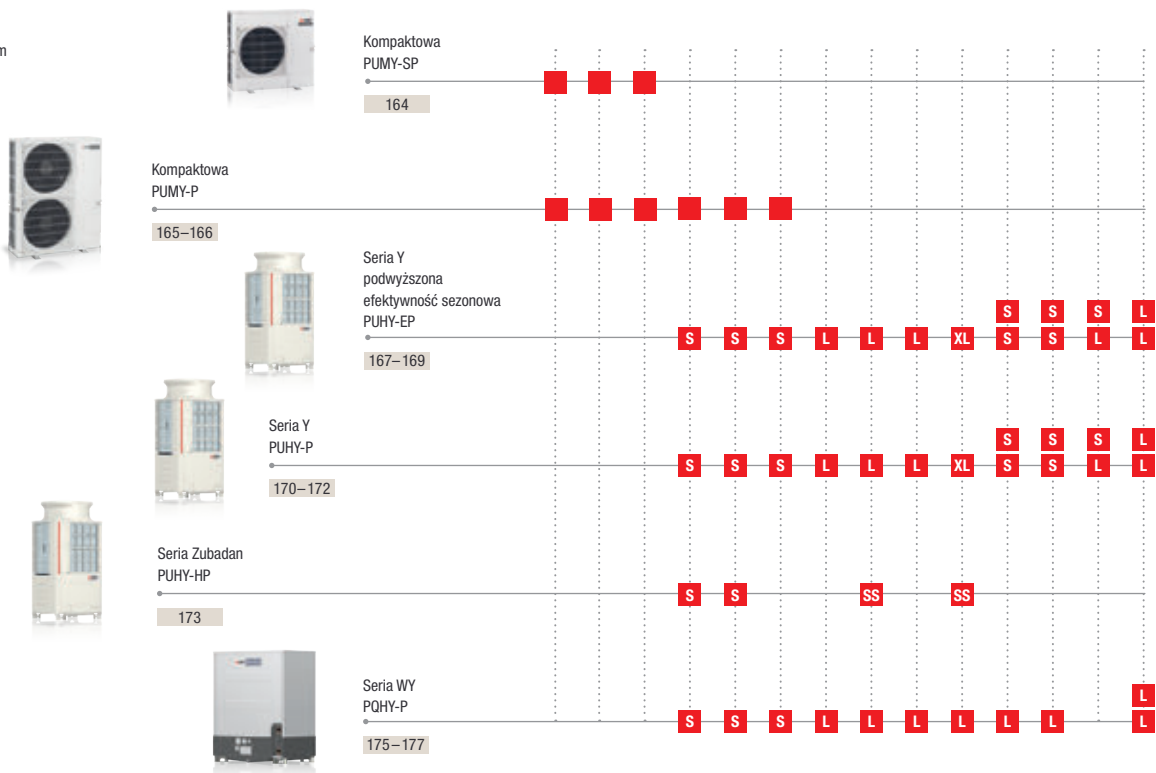 m
Kompaktowa
PUMY-SP
164
Kompaktowa
PUMY-P
165–166
Seria Y
podwyższona
efektywność sezonowa
PUHY-EP
S S S L
S S S L L L XL S S L L
167–169
Seria Y
PUHY-P
S S S L
S S S L L L XL S S L L
170–172
Seria Zubadan
PUHY-HP
S S SS SS
173
Seria WY
PQHY-P
L
S S S L L L L L L L
175–177